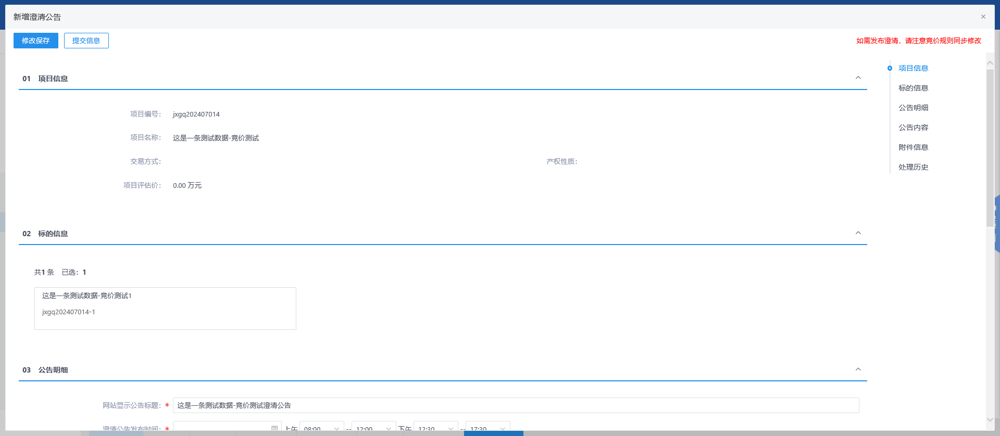 新增澄清公告
×
修改保存 提交信息 如需发布澄清，请注意竞价规则同步修改
01 项目信息
项目编号： jxgq202407014
项目名称： 这是一条测试数据-竞价测试
交易方式： 产权性质：
项目评估价： 0.00 万元
02 标的信息
共1 条 已选：1
这是一条测试数据-竞价测试1
jxgq202407014-1
03 公告明细
网站显示公告标题： * 这是一条测试数据-竞价测试澄清公告
澄清公告发布时间： * 上午 08:00 -- 12:00 下午 12:30 -- 17:30
项目信息
标的信息
公告明细
公告内容
附件信息
处理历史